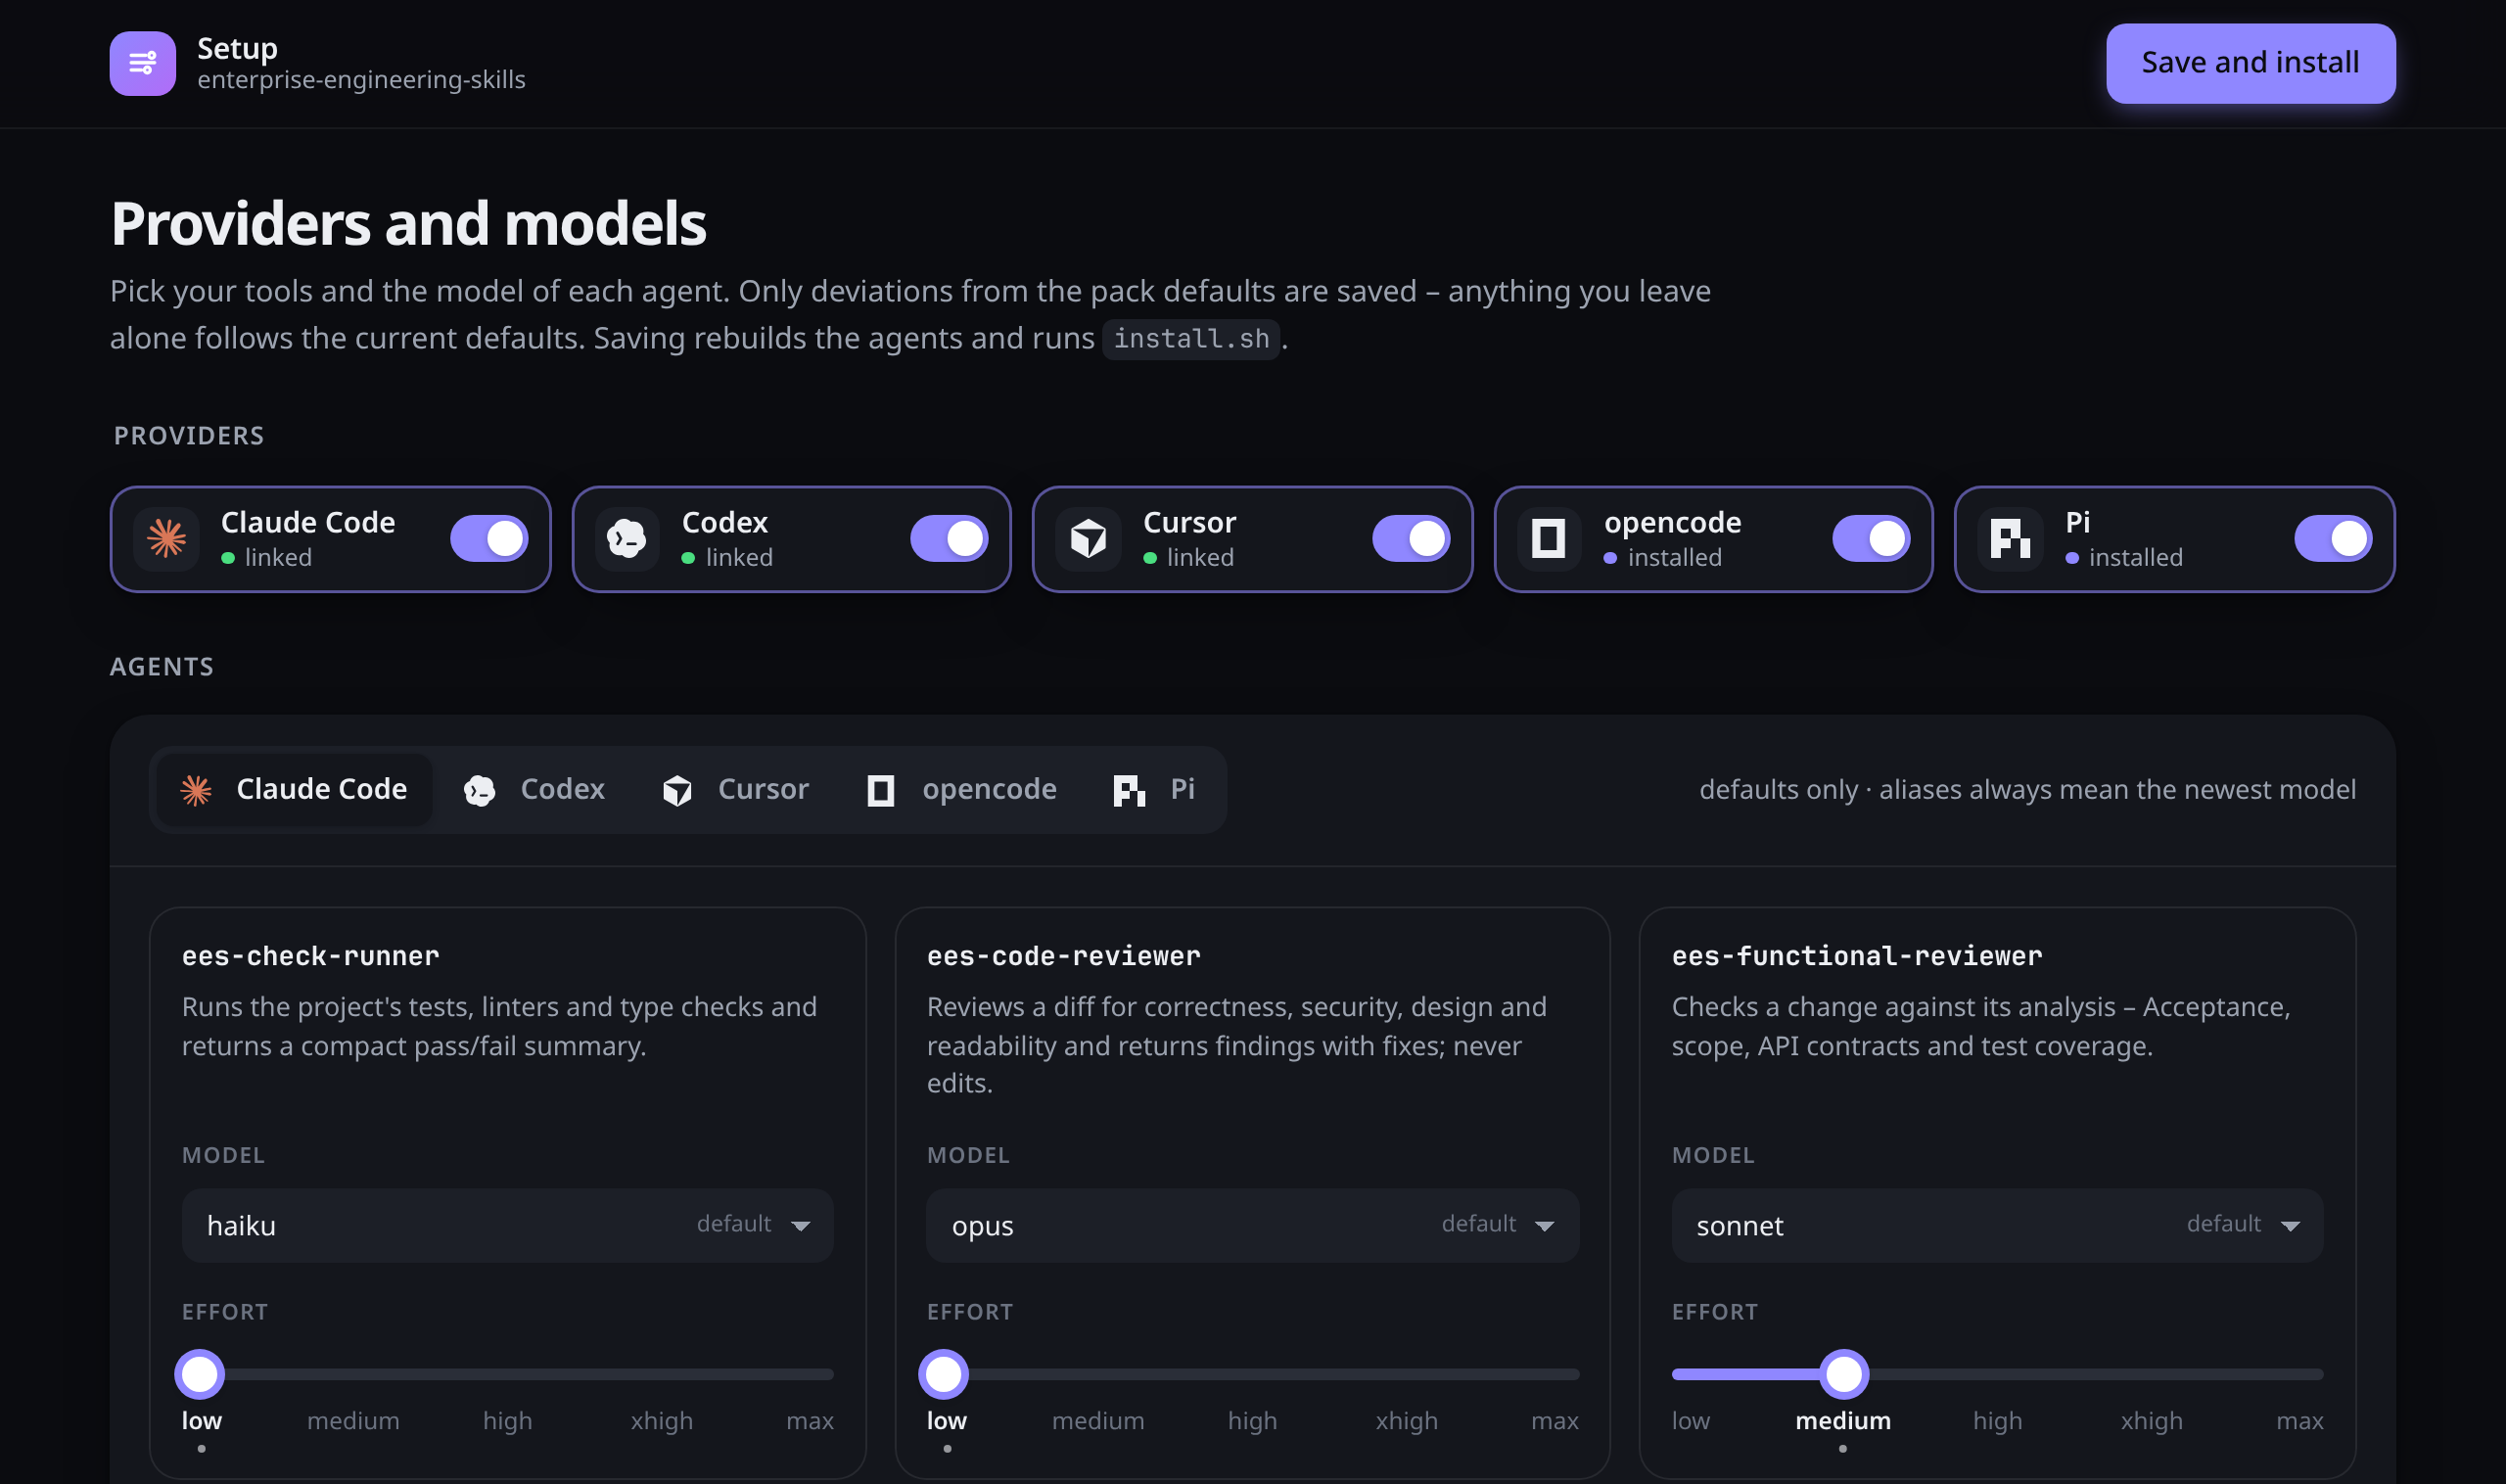 Setup
enterprise-engineering-skills
Save and install
Providers and models
Pick your tools and the model of each agent. Only deviations from the pack defaults are saved – anything you leave
alone follows the current defaults. Saving rebuilds the agents and runs install.sh.
PROVIDERS
Claude Code
linked
Codex
linked
Cursor
linked
opencode
installed
Pi
installed
AGENTS
Claude Code Codex Cursor opencode Pi
defaults only · aliases always mean the newest model
ees-check-runner
Runs the project's tests, linters and type checks and
returns a compact pass/fail summary.
MODEL
haiku default
EFFORT
low medium high xhigh max
ees-code-reviewer
Reviews a diff for correctness, security, design and
readability and returns findings with fixes; never
edits.
MODEL
opus default
EFFORT
low medium high xhigh max
ees-functional-reviewer
Checks a change against its analysis – Acceptance,
scope, API contracts and test coverage.
MODEL
sonnet default
EFFORT
low medium high xhigh max